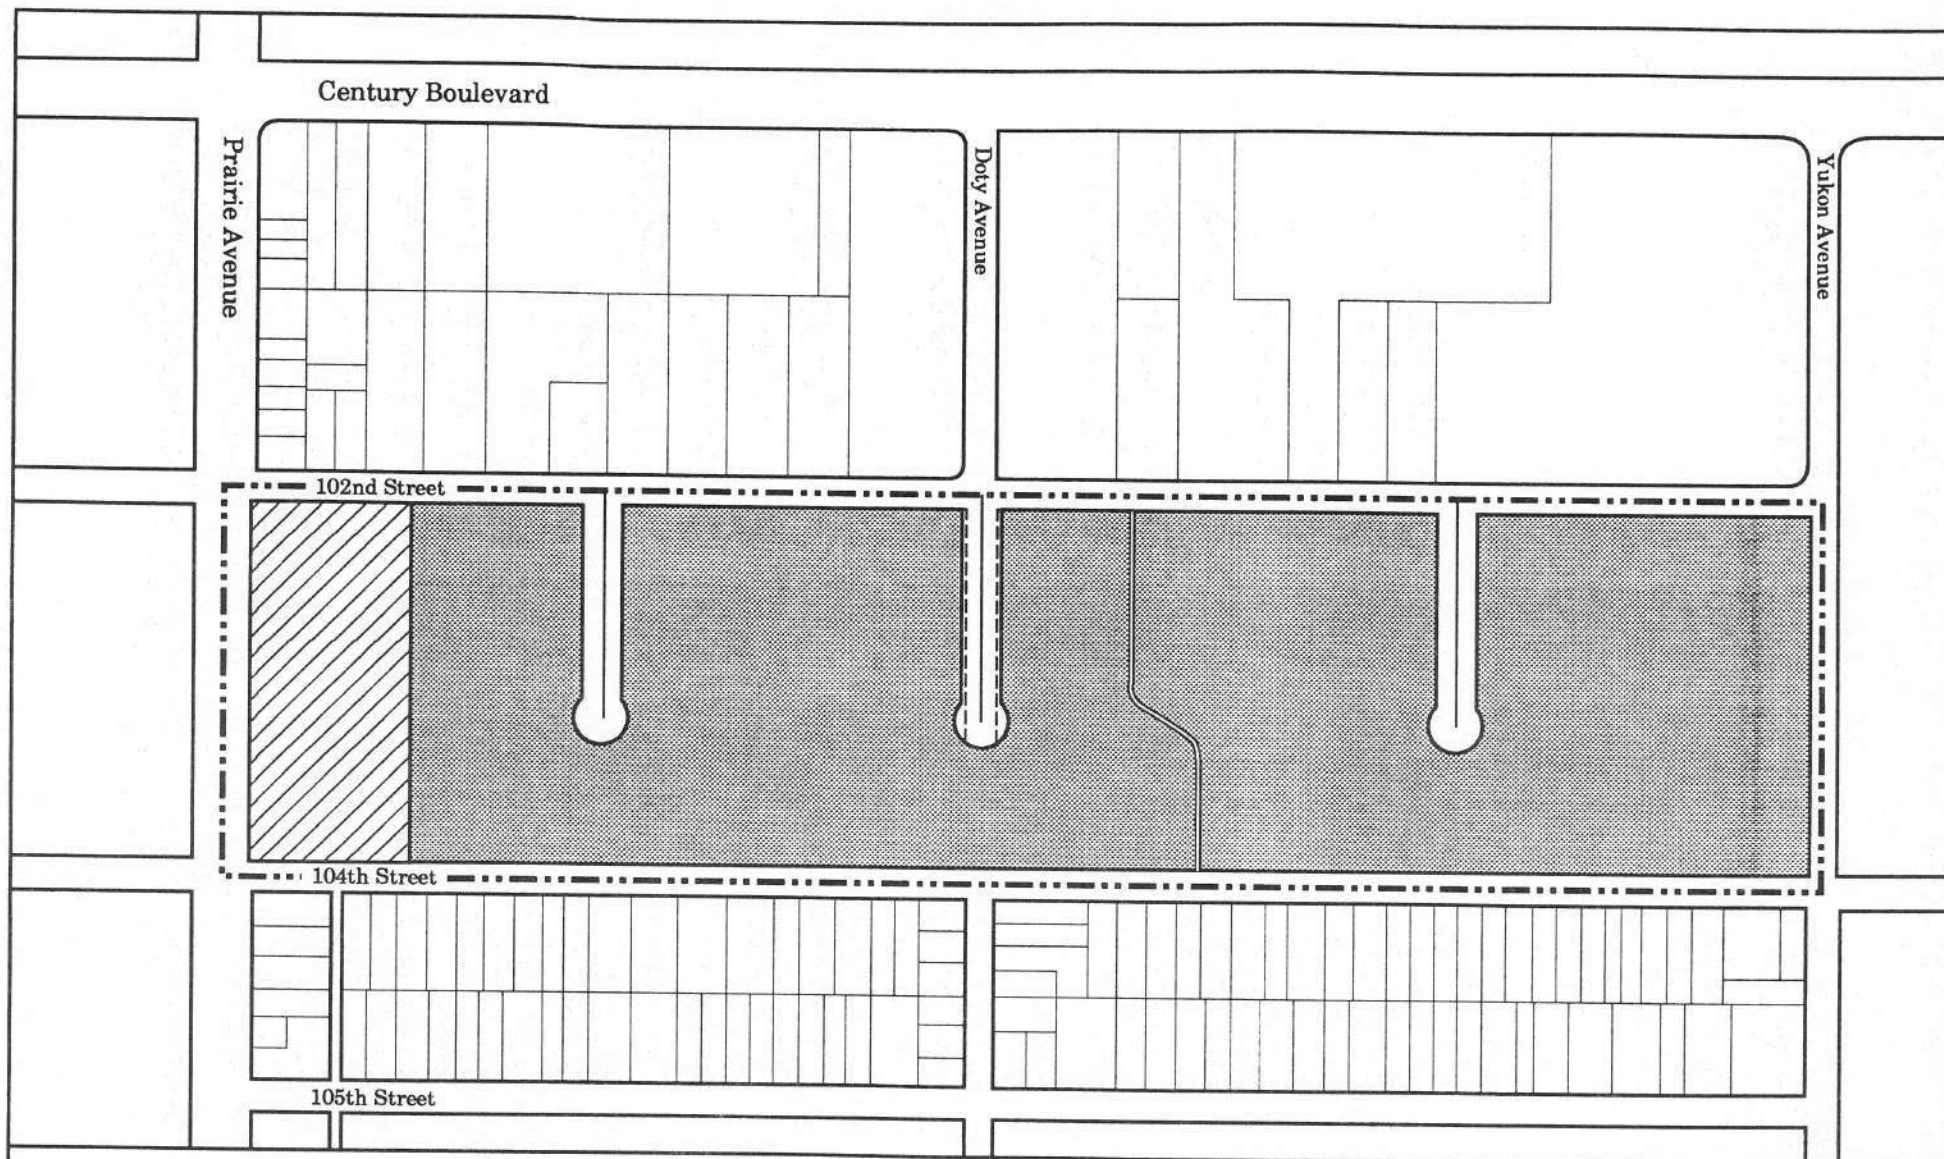 Century Boulevard
Prairie Avenue
Doty Avenue
Yukon Avenue
102nd Street
104th Street
105th Street